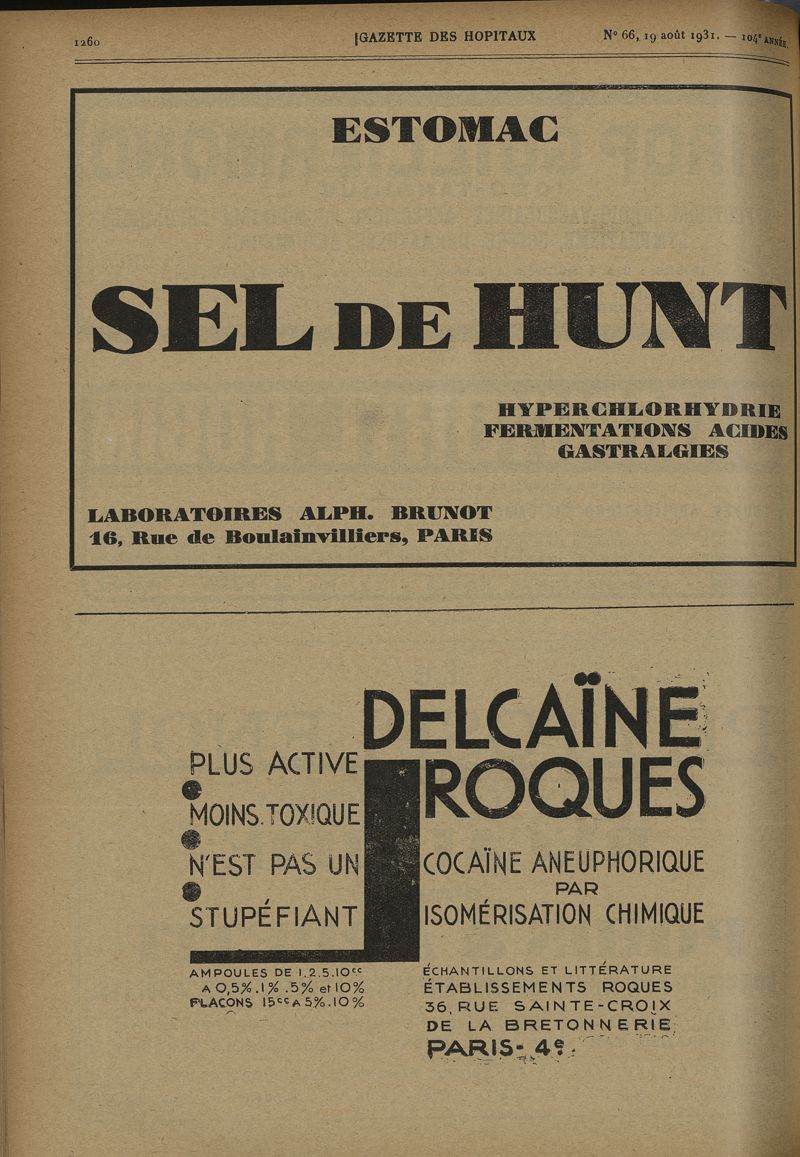 1260
GAZETTE DES HOPITAUX
N° 66, 19 août 1931. — 104e ANNÉE.
ESTOMAC
SEL DE HUNT
HYPERCHLORHYDRIE
FERMENTATIONS ACIDES
GASTRALGIES
LABORATOIRES ALPH. BRUNOT
16, Rue de Boulainvilliers, PARIS
DELCAÏNE
ROQUES
PLUS ACTIVE
MOINS.TOXIQUE
N'EST PAS UN
STUPÉFIANT
COCAÏNE ANEUPHORIQUE
PAR
ISOMÉRISATION CHIMIQUE
AMPOULES DE 1.2.5.10cc
A 0,5%.1%.5% et 10%
FLACONS 15cc A 5%.10%
ÉCHANTILLONS ET LITTÉRATURE
ÉTABLISSEMENTS ROQUES
36, RUE SAINTE-CROIX
DE LA BRETONNERIE
PARIS-4e.